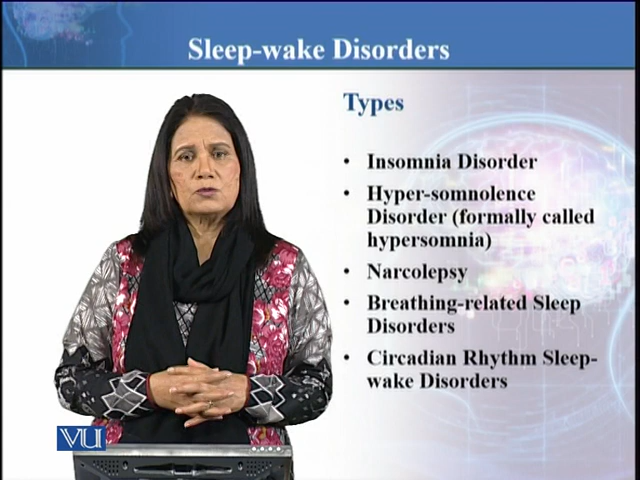 Sleep-wake Disorders
Types
• Insomnia Disorder
• Hyper-somnolence
Disorder (formally called
hypersomnia)
• Narcolepsy
• Breathing-related Sleep
Disorders
• Circadian Rhythm Sleep-
wake Disorders
VU